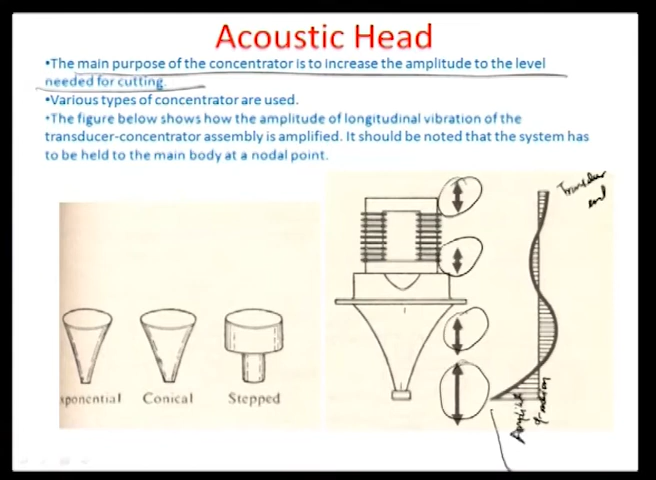 Acoustic Head
•The main purpose of the concentrator is to increase the amplitude to the level
needed for cutting.
•Various types of concentrator are used.
•The figure below shows how the amplitude of longitudinal vibration of the
transducer-concentrator assembly is amplified. It should be noted that the system has
to be held to the main body at a nodal point.
end
xponential Conical Stepped